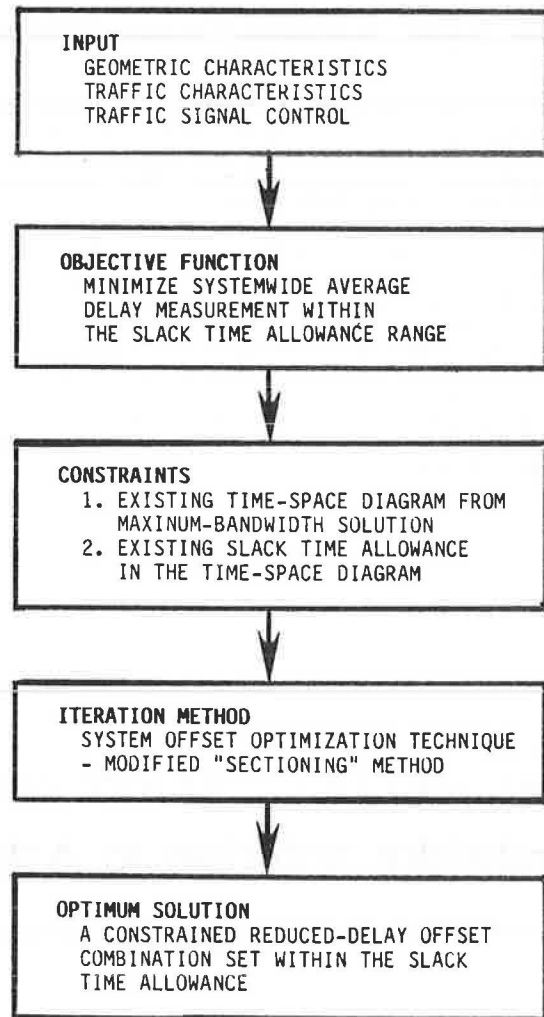 INPUT
GEOMETRIC CHARACTERISTICS
TRAFFIC CHARACTERISTICS
TRAFFIC SIGNAL CONTROL
OBJECTIVE FUNCTION
MINIMIZE SYSTEMWIDE AVERAGE
DELAY MEASUREMENT WITHIN
THE SLACK TIME ALLOWANCE RANGE
CONSTRAINTS
1. EXISTING TIME-SPACE DIAGRAM FROM
MAXINUM-BANDWIDTH SOLUTION
2. EXISTING SLACK TIME ALLOWANCE
IN THE TIME-SPACE DIAGRAM
ITERATION METHOD
SYSTEM OFFSET OPTIMIZATION TECHNIQUE
- MODIFIED "SECTIONING" METHOD
OPTIMUM SOLUTION
A CONSTRAINED REDUCED-DELAY OFFSET
COMBINATION SET WITHIN THE SLACK
TIME ALLOWANCE